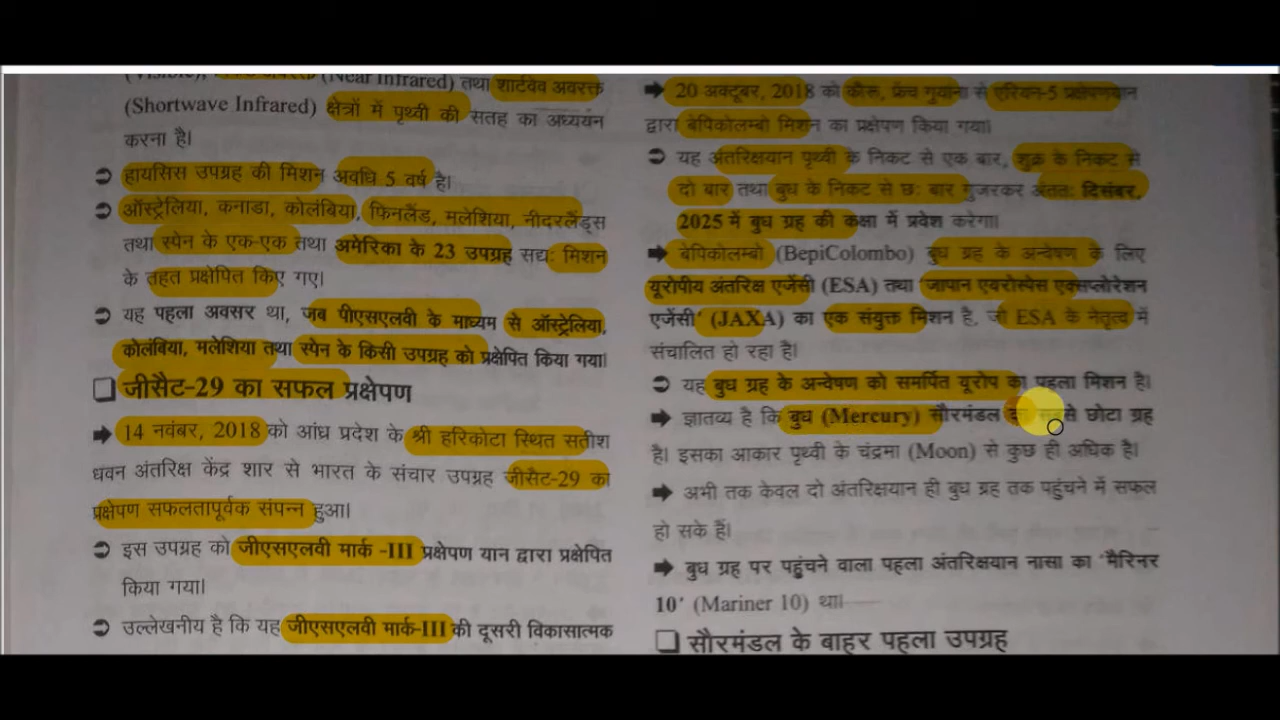 (Near Infrared) तथा शार्टवेव अवरक्त
(Shortwave Infrared) क्षेत्रों में पृथ्वी की सतह का अध्ययन
करना है।
➲ हायसिस उपग्रह की मिशन अवधि 5 वर्ष है।
➲ ऑस्ट्रेलिया, कनाडा, कोलंबिया, फिनलैंड, मलेशिया, नीदरलैंड्स
तथा स्पेन के एक-एक तथा अमेरिका के 23 उपग्रह सद्यः मिशन
के तहत प्रक्षेपित किए गए।
➲ यह पहला अवसर था, जब पीएसएलवी के माध्यम से ऑस्ट्रेलिया,
कोलंबिया, मलेशिया तथा स्पेन के किसी उपग्रह को प्रक्षेपित किया गया।
❑ जीसैट-29 का सफल प्रक्षेपण
➡ 14 नवंबर, 2018 को आंध्र प्रदेश के श्री हरिकोटा स्थित सतीश
धवन अंतरिक्ष केंद्र शार से भारत के संचार उपग्रह जीसैट-29 का
प्रक्षेपण सफलतापूर्वक संपन्न हुआ।
➲ इस उपग्रह को जीएसएलवी मार्क -III प्रक्षेपण यान द्वारा प्रक्षेपित
किया गया।
➲ उल्लेखनीय है कि यह जीएसएलवी मार्क-III की दूसरी विकासात्मक
➡ 20 अक्टूबर, 2018 को कौरू, फ्रेंच गुयाना से एरियन-5 प्रक्षेपणयान
द्वारा बेपिकोलम्बो मिशन का प्रक्षेपण किया गया।
➲ यह अंतरिक्षयान पृथ्वी के निकट से एक बार, शुक्र के निकट से
दो बार तथा बुध के निकट से छः बार गुजरकर अंततः दिसंबर,
2025 में बुध ग्रह की कक्षा में प्रवेश करेगा।
➡ बेपिकोलम्बो (BepiColombo) बुध ग्रह के अन्वेषण के लिए
यूरोपीय अंतरिक्ष एजेंसी (ESA) तथा 'जापान एयरोस्पेस एक्सप्लोरेशन
एजेंसी' (JAXA) का एक संयुक्त मिशन है, जो ESA के नेतृत्व में
संचालित हो रहा है।
➲ यह बुध ग्रह के अन्वेषण को समर्पित यूरोप का पहला मिशन है।
➡ ज्ञातव्य है कि बुध (Mercury) सौरमंडल का सबसे छोटा ग्रह
है। इसका आकार पृथ्वी के चंद्रमा (Moon) से कुछ ही अधिक है।
➡ अभी तक केवल दो अंतरिक्षयान ही बुध ग्रह तक पहुंचने में सफल
हो सके हैं।
➡ बुध ग्रह पर पहुंचने वाला पहला अंतरिक्षयान नासा का 'मैरिनर
10' (Mariner 10) था।
❑ सौरमंडल के बाहर पहला उपग्रह